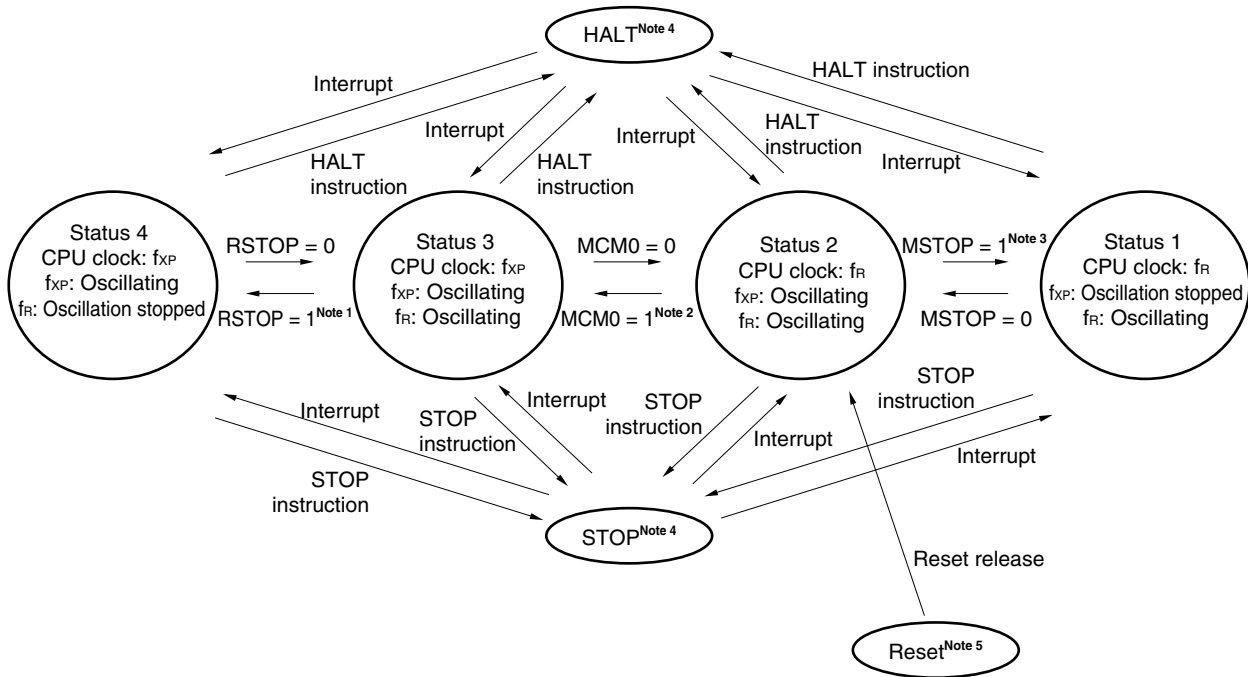 HALTNote 4
HALT instruction
Interrupt
HALT
instruction
Interrupt
Interrupt
Interrupt
HALT
instruction
HALT
instruction
Status 4
CPU clock: fXP
fXP: Oscillating
fR: Oscillation stopped
RSTOP = 0
RSTOP = 1Note 1
Status 3
CPU clock: fXP
fXP: Oscillating
fR: Oscillating
MCM0 = 0
MCM0 = 1Note 2
Status 2
CPU clock: fR
fXP: Oscillating
fR: Oscillating
MSTOP = 1Note 3
MSTOP = 0
Status 1
CPU clock: fR
fXP: Oscillation stopped
fR: Oscillating
Interrupt
STOP
instruction
Interrupt
STOP
instruction
STOP
instruction
Interrupt
STOP
instruction
Interrupt
STOPNote 4
Reset release
ResetNote 5